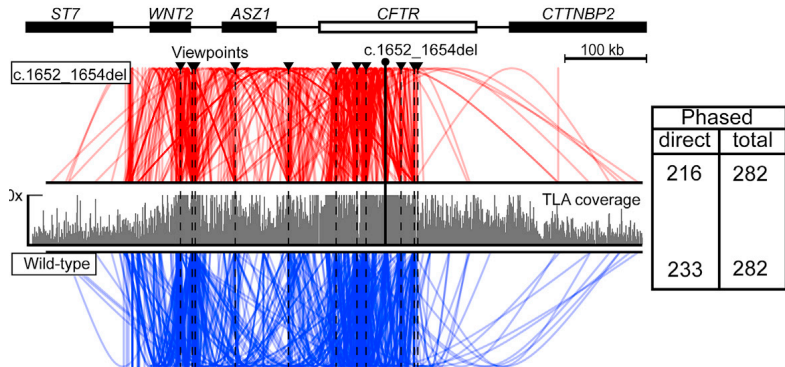 ST7 WNT2 ASZ1 CFTR CTTNBP2
Viewpoints c.1652_1654del 100 kb
c.1652_1654del
Phased
direct total
216 282
0x TLA coverage
Wild-type 233 282